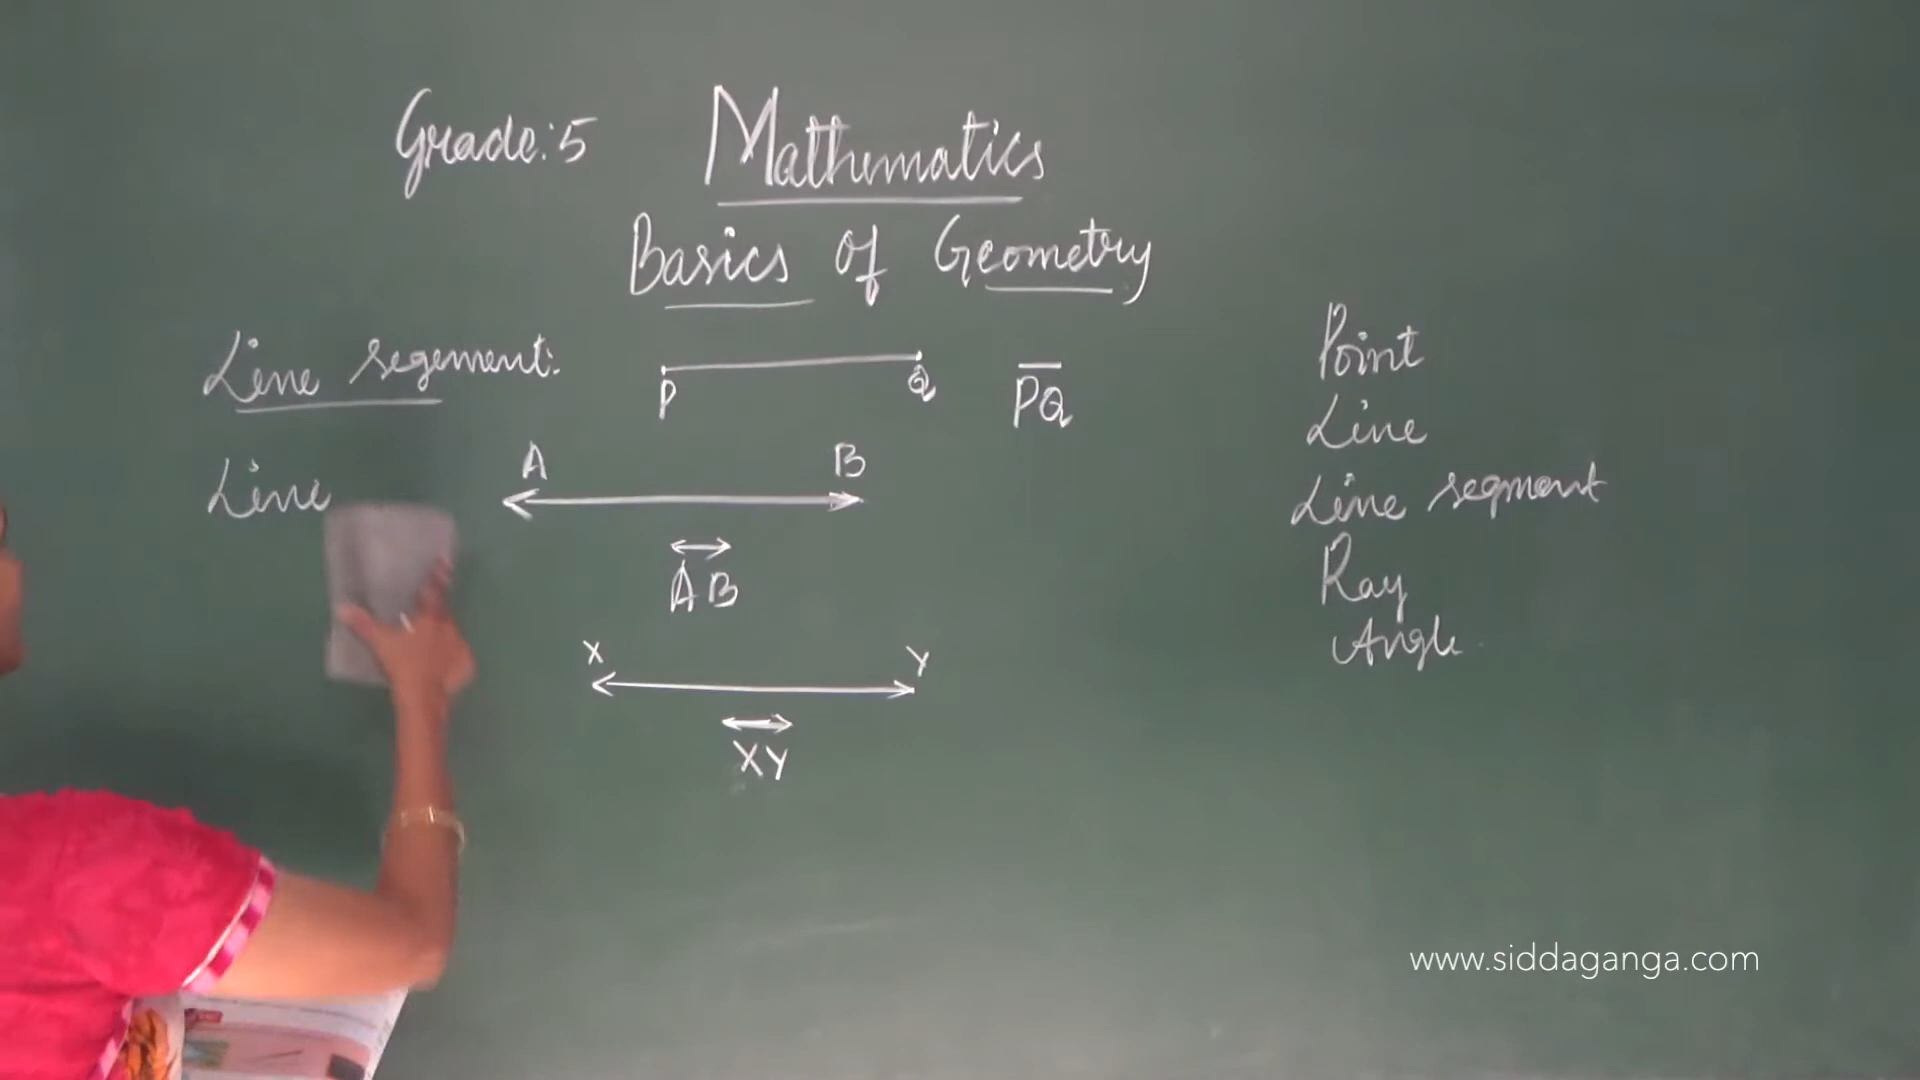 Grade: 5
Mathematics
Basics of Geometry
Line segement:
P Q
PQ
Line
A B
AB
X Y
XY
Point
Line
Line segment
Ray
Angle
www.siddaganga.com